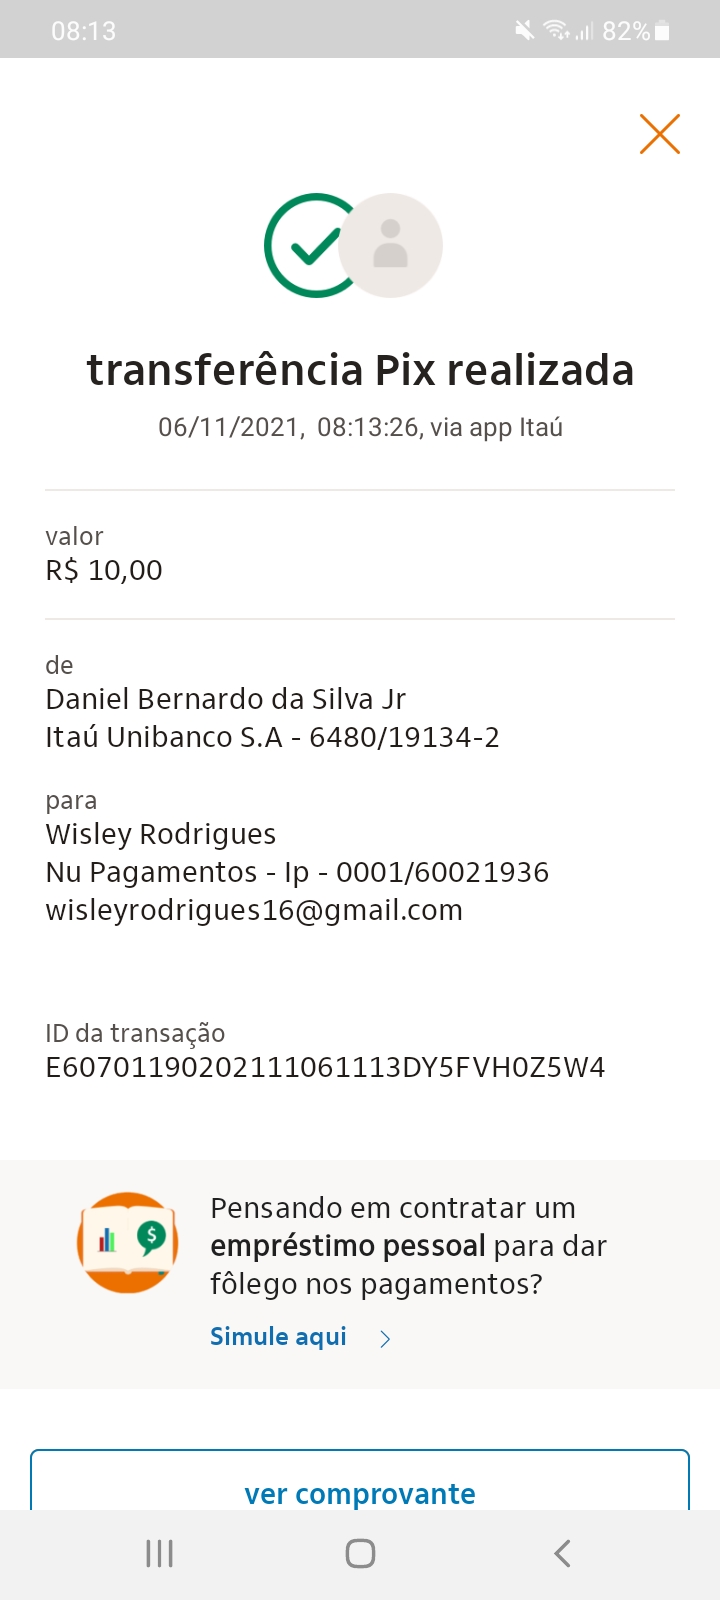 08:13
82%
transferência Pix realizada
06/11/2021, 08:13:26, via app Itaú
valor
R$ 10,00
de
Daniel Bernardo da Silva Jr
Itaú Unibanco S.A - 6480/19134-2
para
Wisley Rodrigues
Nu Pagamentos - Ip - 0001/60021936
wisleyrodrigues16@gmail.com
ID da transação
E60701190202111061113DY5FVH0Z5W4
$
Pensando em contratar um
empréstimo pessoal para dar
fôlego nos pagamentos?
Simule aqui
ver comprovante